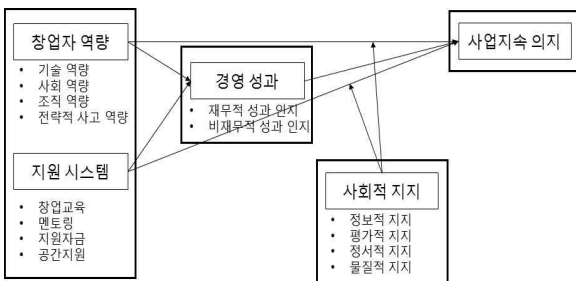 창업자 역량
• 기술 역량
• 사회 역량
• 조직 역량
• 전략적 사고 역량
지원 시스템
• 창업교육
• 멘토링
• 지원자금
• 공간지원
경영 성과
• 재무적 성과 인지
• 비재무적 성과 인지
사업지속 의지
사회적 지지
• 정보적 지지
• 평가적 지지
• 정서적 지지
• 물질적 지지